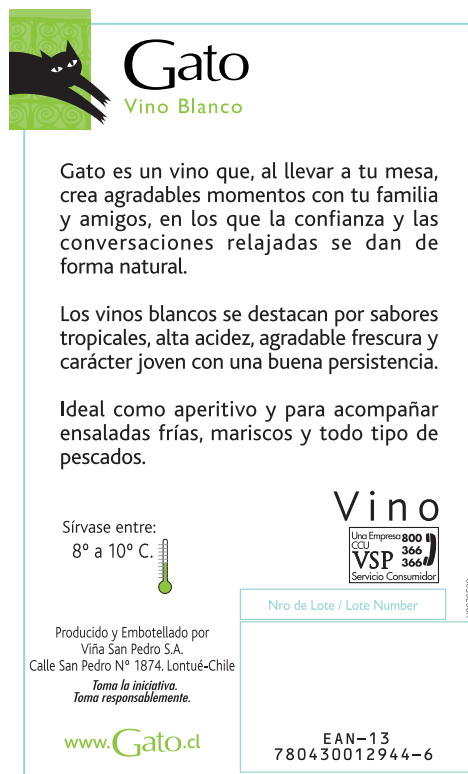 Gato
Vino Blanco
Gato es un vino que, al llevar a tu mesa,
crea agradables momentos con tu familia
y amigos, en los que la confianza y las
conversaciones relajadas se dan de
forma natural.
Los vinos blancos se destacan por sabores
tropicales, alta acidez, agradable frescura y
carácter joven con una buena persistencia.
Ideal como aperitivo y para acompañar
ensaladas frías, mariscos y todo tipo de
pescados.
Vino
Sírvase entre:
8º a 10º C.
Una Empresa
CCU
VSP
800
366
366
Servicio Consumidor
Nro de Lote / Lote Number
Producido y Embotellado por
Viña San Pedro S.A.
Calle San Pedro Nº 1874. Lontué-Chile
Toma la iniciativa.
Toma responsablemente.
www.Gato.cl
EAN-13
780430012944-6